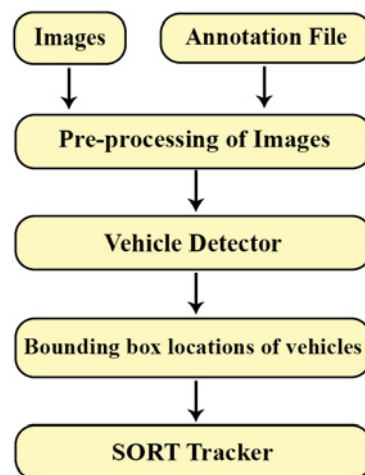 Images
Annotation File
Pre-processing of Images
Vehicle Detector
Bounding box locations of vehicles
SORT Tracker